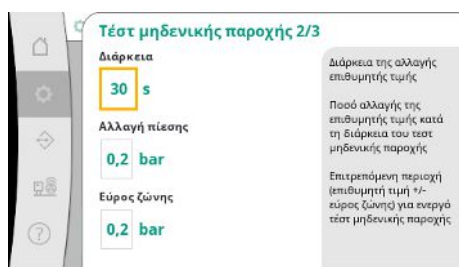 Τέστ μηδενικής παροχής 2/3
Διάρκεια
30 s
Αλλαγή πίεσης
0,2 bar
Εύρος ζώνης
0,2 bar
Διάρκεια της αλλαγής
επιθυμητής τιμής
Ποσό αλλαγής της
επιθυμητής τιμής κατά
τη διάρκεια του τεστ
μηδενικής παροχής
Επιτρεπόμενη περιοχή
(επιθυμητή τιμή +/-
εύρος ζώνης) για ενεργό
τέστ μηδενικής παροχής
?